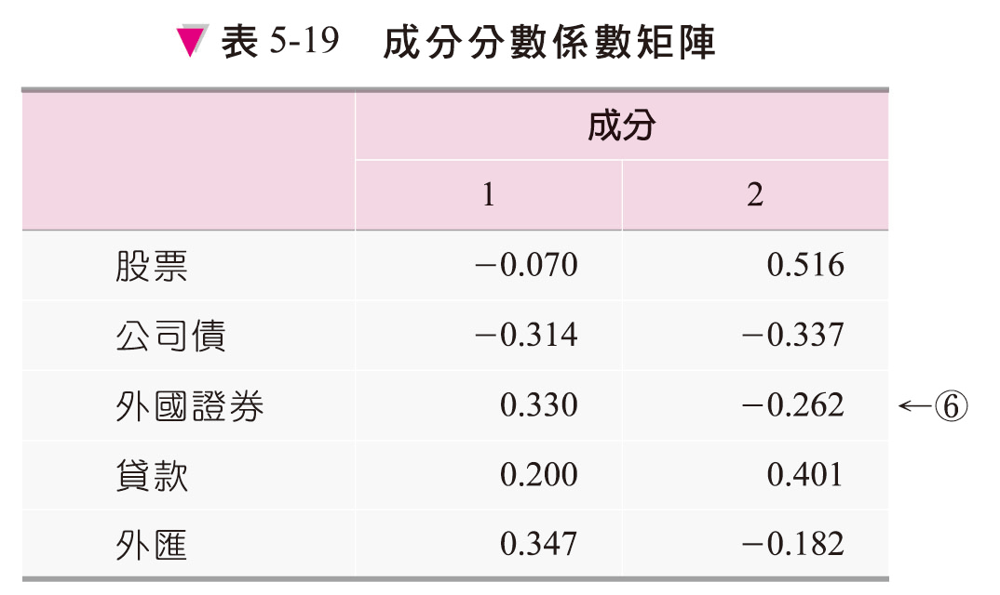 ▼ 表 5-19 成分分數係數矩陣
成分
1 2
股票 −0.070 0.516
公司債 −0.314 −0.337
外國證券 0.330 −0.262 ←⑥
貸款 0.200 0.401
外匯 0.347 −0.182